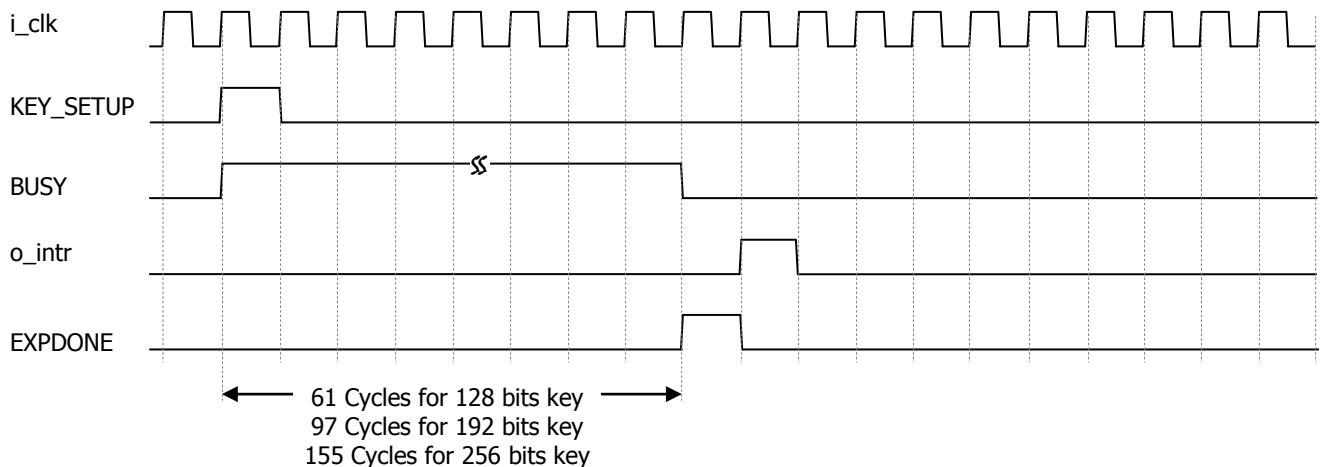 i_clk
KEY_SETUP
BUSY
o_intr
EXPDONE
61 Cycles for 128 bits key
97 Cycles for 192 bits key
155 Cycles for 256 bits key